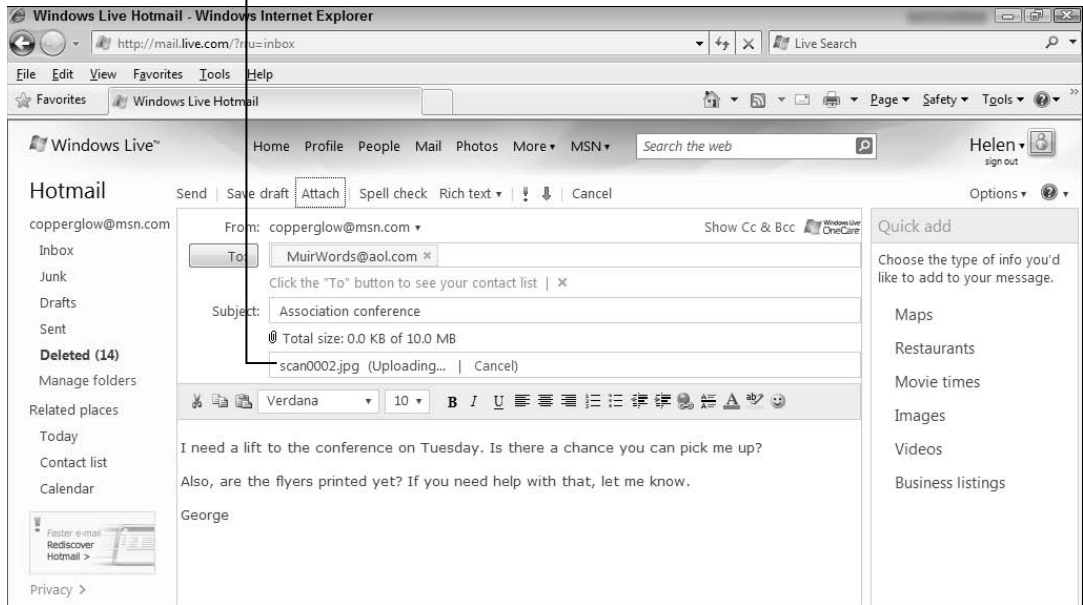 Windows Live Hotmail - Windows Internet Explorer
http://mail.live.com/?rru=inbox
Live Search
File Edit View Favorites Tools Help
Favorites Windows Live Hotmail Page Safety Tools
Windows Live™ Home Profile People Mail Photos More MSN Search the web Helen
sign out
Hotmail Send | Save draft Attach | Spell check Rich text | Cancel Options
copperglow@msn.com
Inbox
Junk
Drafts
Sent
Deleted (14)
Manage folders
Related places
Today
Contact list
Calendar
Faster e-mail
Rediscover
Hotmail >
Privacy >
From: copperglow@msn.com Show Cc & Bcc Windows Live OneCare
To: MuirWords@aol.com ×
Click the "To" button to see your contact list | ×
Subject: Association conference
Total size: 0.0 KB of 10.0 MB
scan0002.jpg (Uploading... | Cancel)
Verdana 10 B I U
I need a lift to the conference on Tuesday. Is there a chance you can pick me up?
Also, are the flyers printed yet? If you need help with that, let me know.
George
Quick add
Choose the type of info you'd
like to add to your message.
Maps
Restaurants
Movie times
Images
Videos
Business listings